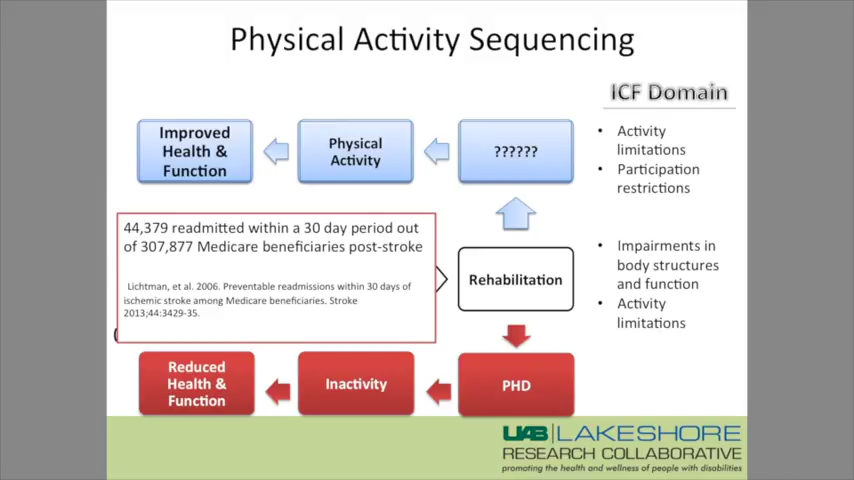 Physical Activity Sequencing
ICF Domain
Improved
Health &
Function
Physical
Activity
??????
• Activity
limitations
• Participation
restrictions
44,379 readmitted within a 30 day period out
of 307,877 Medicare beneficiaries post-stroke
Lichtman, et al. 2006. Preventable readmissions within 30 days of
ischemic stroke among Medicare beneficiaries. Stroke
2013;44:3429-35.
Rehabilitation
• Impairments in
body structures
and function
• Activity
limitations
Reduced
Health &
Function
Inactivity
PHD
UAB LAKESHORE
RESEARCH COLLABORATIVE
promoting the health and wellness of people with disabilities